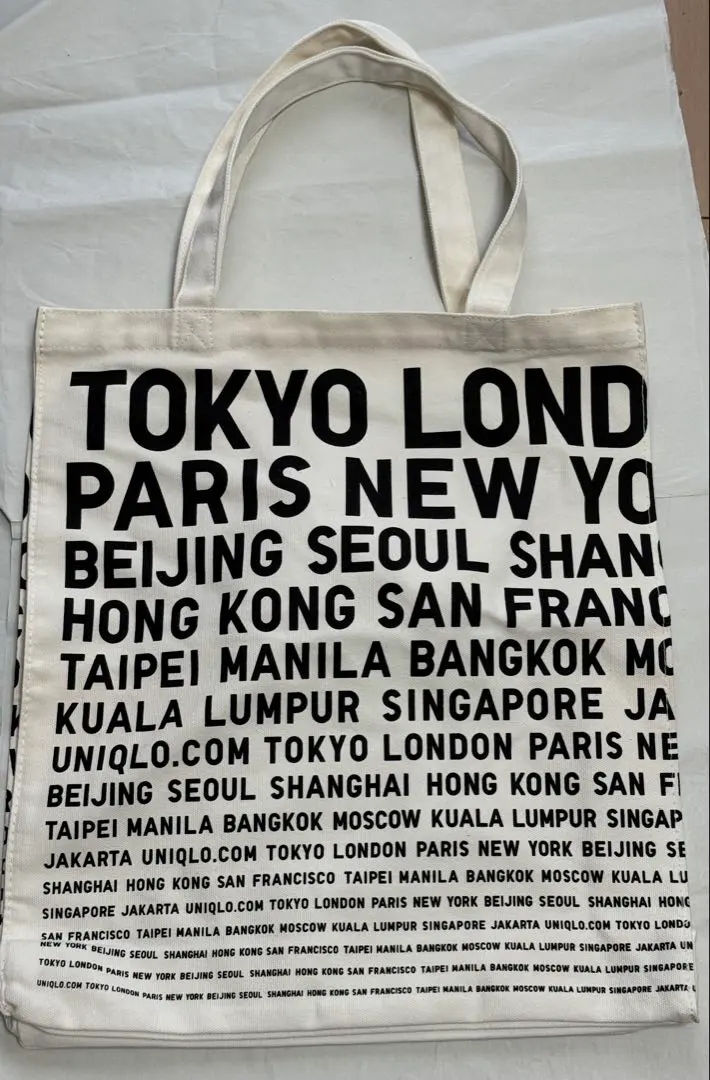 TOKYO LOND
PARIS NEW YO
BEIJING SEOUL SHAN
HONG KONG SAN FRANC
TAIPEI MANILA BANGKOK MO
KUALA LUMPUR SINGAPORE JA
UNIQLO.COM TOKYO LONDON PARIS NE
BEIJING SEOUL SHANGHAI HONG KONG SAN F
TAIPEI MANILA BANGKOK MOSCOW KUALA LUMPUR SINGAP
JAKARTA UNIQLO.COM TOKYO LONDON PARIS NEW YORK BEIJING SE
SHANGHAI HONG KONG SAN FRANCISCO TAIPEI MANILA BANGKOK MOSCOW KUALA LU
SINGAPORE JAKARTA UNIQLO.COM TOKYO LONDON PARIS NEW YORK BEIJING SEOUL SHANGHAI HONG
SAN FRANCISCO TAIPEI MANILA BANGKOK MOSCOW KUALA LUMPUR SINGAPORE JAKARTA UNIQLO.COM TOKYO LONDO
NEW YORK BEIJING SEOUL SHANGHAI HONG KONG SAN FRANCISCO TAIPEI MANILA BANGKOK MOSCOW KUALA LUMPUR SINGAPORE JAKARTA UN
TOKYO LONDON PARIS NEW YORK BEIJING SEOUL SHANGHAI HONG KONG SAN FRANCISCO TAIPEI MANILA BANGKOK MOSCOW KUALA LUMPUR SINGAPORE
UNIQLO.COM TOKYO LONDON PARIS NEW YORK BEIJING SEOUL SHANGHAI HONG KONG SAN FRANCISCO TAIPEI MANILA BANGKOK MOSCOW KUALA LUMPUR SINGAPORE JAKARTA